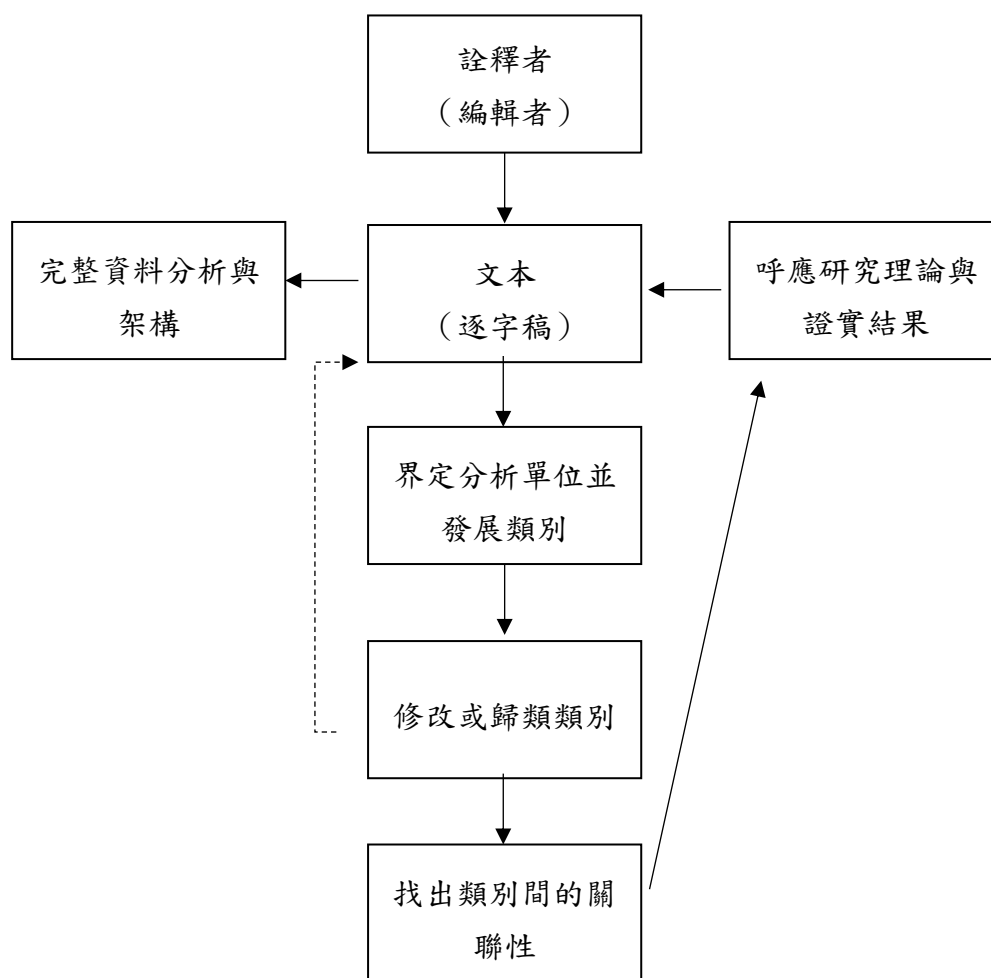 詮釋者
（編輯者）
完整資料分析與
架構
文本
（逐字稿）
呼應研究理論與
證實結果
界定分析單位並
發展類別
修改或歸類類別
找出類別間的關
聯性